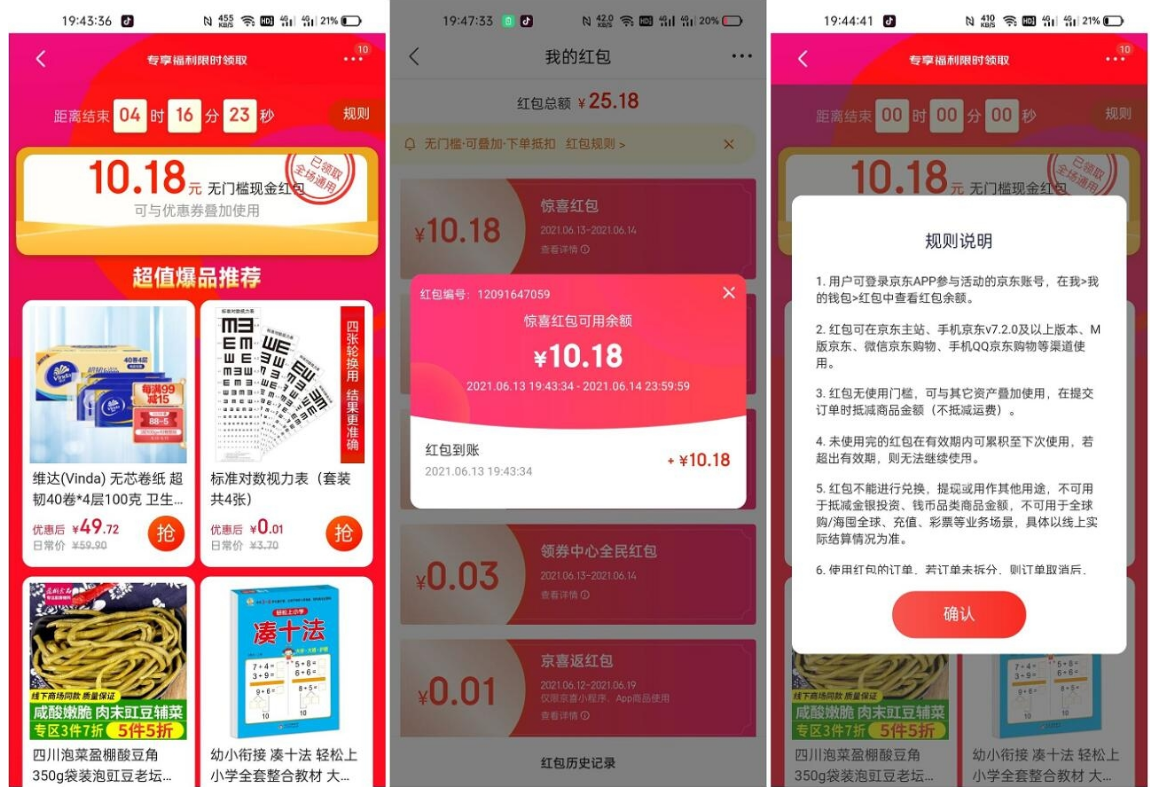 19:43:36
455 KB/S
HD
4G
4G
21%
专享福利限时领取
10
距离结束 04 时 16 分 23 秒
规则
10.18元 无门槛现金红包
已领取
全场通用
可与优惠券叠加使用
超值爆品推荐
40卷4层
每满99
减15
88-5
维达(Vinda) 无芯卷纸 超
韧40卷*4层100克 卫生...
优惠后 ¥49.72
日常价 ¥59.90
抢
标准对数视力表
四张轮换用 结果更准确
标准对数视力表（套装
共4张）
优惠后 ¥0.01
日常价 ¥3.70
抢
线下商场同款 质量保证
咸酸嫩脆 肉末豇豆辅菜
专区3件7折 5件5折
四川泡菜盈棚酸豆角
350g袋装泡豇豆老坛...
轻松上小学
凑十法
7+4=
3+9=
5+8=
6+6=
9+6=
8+5=
10
10
幼小衔接 凑十法 轻松上
小学全套整合教材 大...
19:47:33
42.0 KB/S
HD
4G
4G
20%
我的红包
红包总额 ¥25.18
无门槛·可叠加·下单抵扣 红包规则 >
¥10.18
惊喜红包
2021.06.13-2021.06.14
查看详情
红包编号：12091647059
惊喜红包可用余额
¥10.18
2021.06.13 19:43:34 - 2021.06.14 23:59:59
红包到账
2021.06.13 19:43:34
+ ¥10.18
¥0.03
领券中心全民红包
2021.06.13-2021.06.14
查看详情
¥0.01
京喜返红包
2021.06.12-2021.06.19
仅限京喜小程序、App商品使用
查看详情
红包历史记录
19:44:41
410 KB/S
HD
4G
4G
21%
专享福利限时领取
10
距离结束 00 时 00 分 00 秒
规则
10.18元 无门槛现金红包
已领取
全场通用
规则说明
1. 用户可登录京东APP参与活动的京东账号，在我>我
的钱包>红包中查看红包余额。
2. 红包可在京东主站、手机京东v7.2.0及以上版本、M
版京东、微信京东购物、手机QQ京东购物等渠道使
用。
3. 红包无使用门槛，可与其它资产叠加使用，在提交
订单时抵减商品金额（不抵减运费）。
4. 未使用完的红包在有效期内可累积至下次使用，若
超出有效期，则无法继续使用。
5. 红包不能进行兑换，提现或用作其他用途，不可用
于抵减金银投资、钱币品类商品金额，不可用于全球
购/海囤全球、充值、彩票等业务场景，具体以线上实
际结算情况为准。
6. 使用红包的订单，若订单未拆分，则订单取消后，
确认
线下商场同款 质量保证
咸酸嫩脆 肉末豇豆辅菜
专区3件7折 5件5折
四川泡菜盈棚酸豆角
350g袋装泡豇豆老坛...
7+4=
3+9=
5+8=
6+6=
9+6=
8+5=
10
10
幼小衔接 凑十法 轻松上
小学全套整合教材 大...